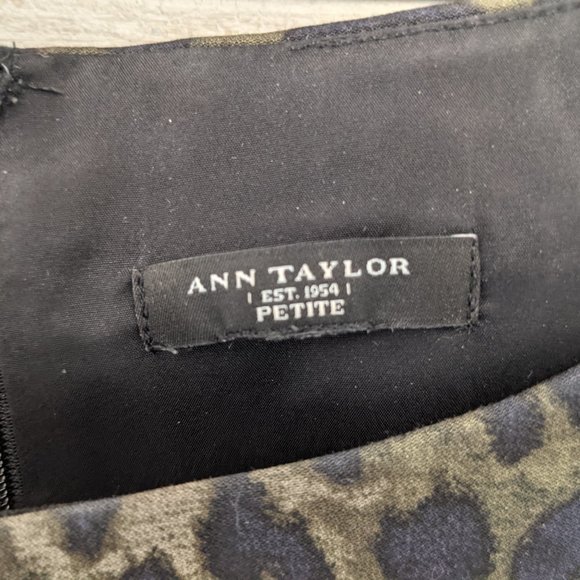 ANN TAYLOR
EST. 1954
PETITE